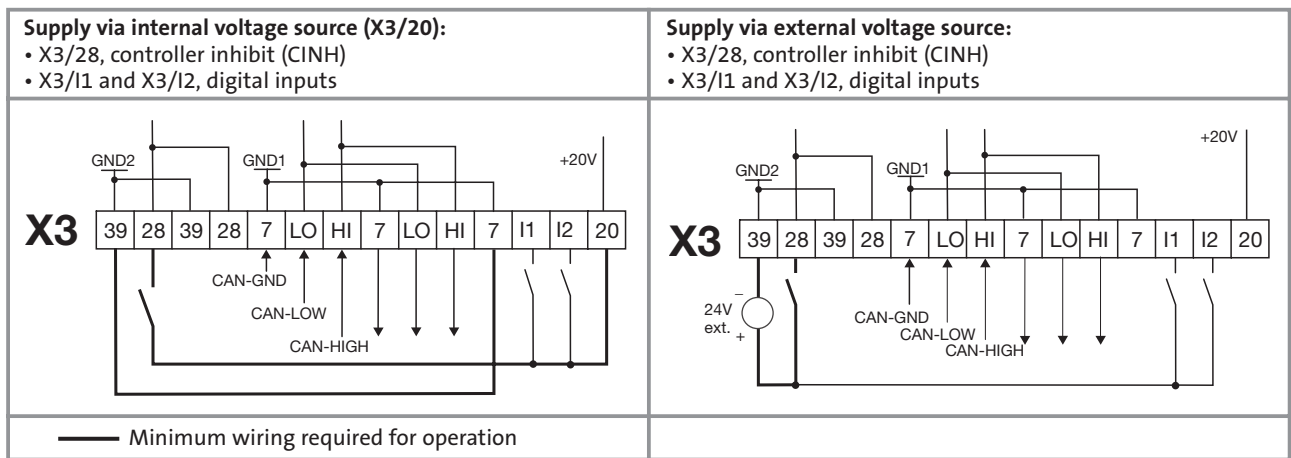 Supply via internal voltage source (X3/20):
• X3/28, controller inhibit (CINH)
• X3/I1 and X3/I2, digital inputs
Supply via external voltage source:
• X3/28, controller inhibit (CINH)
• X3/I1 and X3/I2, digital inputs
GND2
GND1
+20V
X3 39 28 39 28 7 LO HI 7 LO HI 7 I1 I2 20
CAN-GND
CAN-LOW
CAN-HIGH
GND2
GND1
+20V
X3 39 28 39 28 7 LO HI 7 LO HI 7 I1 I2 20
–
24V
ext.
+
CAN-GND
CAN-LOW
CAN-HIGH
Minimum wiring required for operation